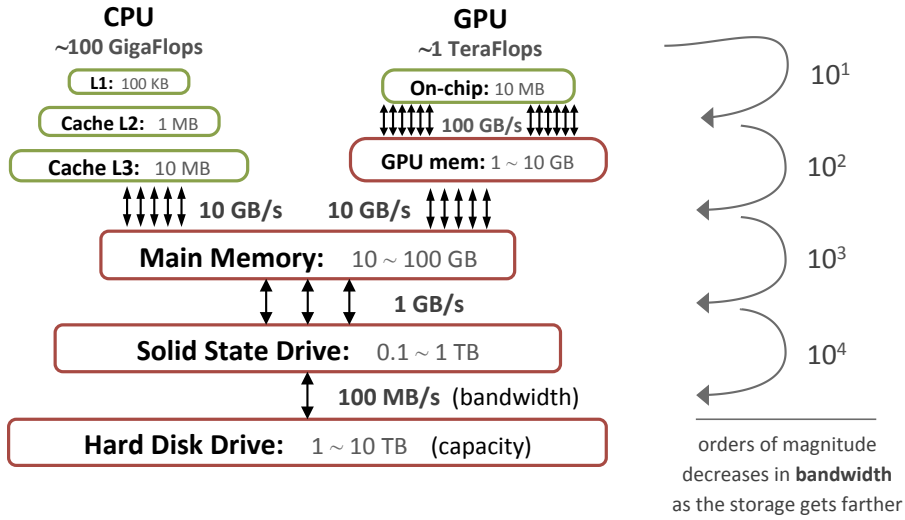 CPU
GPU
~100 GigaFlops
~1 TeraFlops
L1: 100 KB
On-chip: 10 MB
10¹
Cache L2: 1 MB
100 GB/s
Cache L3: 10 MB
GPU mem: 1 ~ 10 GB
10²
10 GB/s
10 GB/s
Main Memory: 10 ~ 100 GB
10³
1 GB/s
Solid State Drive: 0.1 ~ 1 TB
10⁴
100 MB/s (bandwidth)
Hard Disk Drive: 1 ~ 10 TB (capacity)
orders of magnitude
decreases in bandwidth
as the storage gets farther